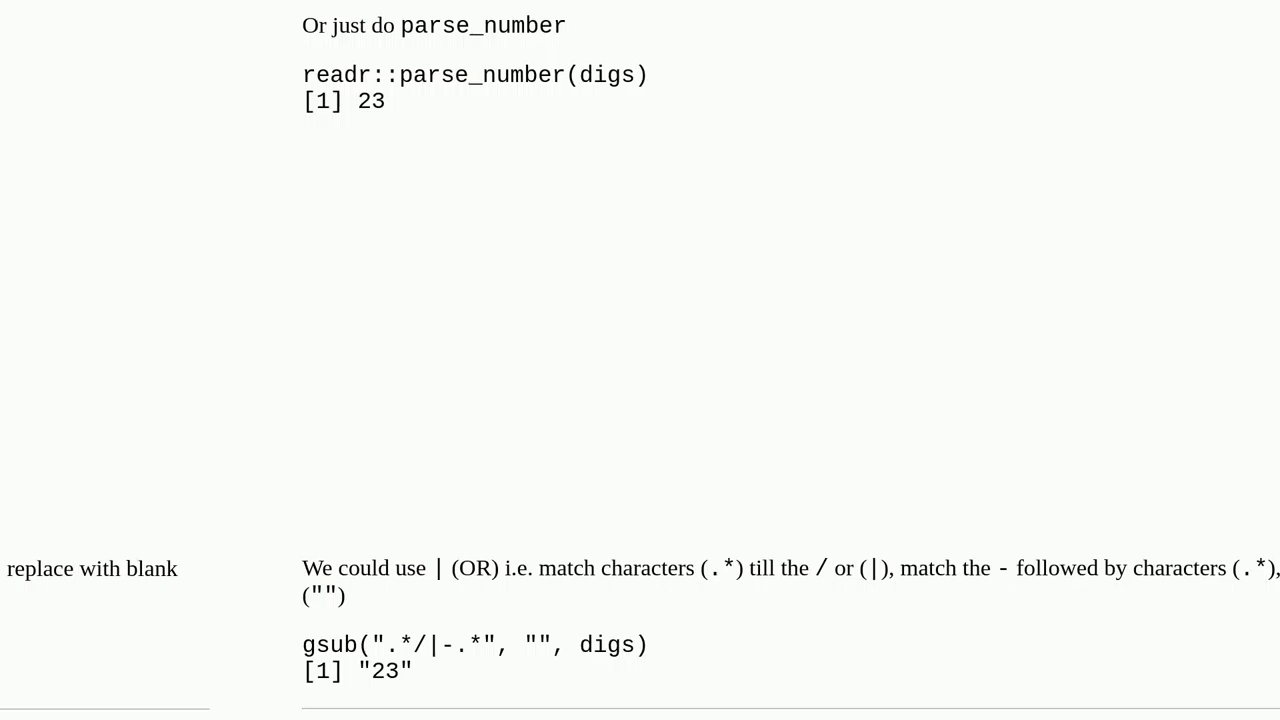 Or just do parse_number
readr::parse_number(digs)
[1] 23
replace with blank
We could use | (OR) i.e. match characters (.*) till the / or (|), match the - followed by characters (.*),
("")
gsub(".*/|-.*", "", digs)
[1] "23"